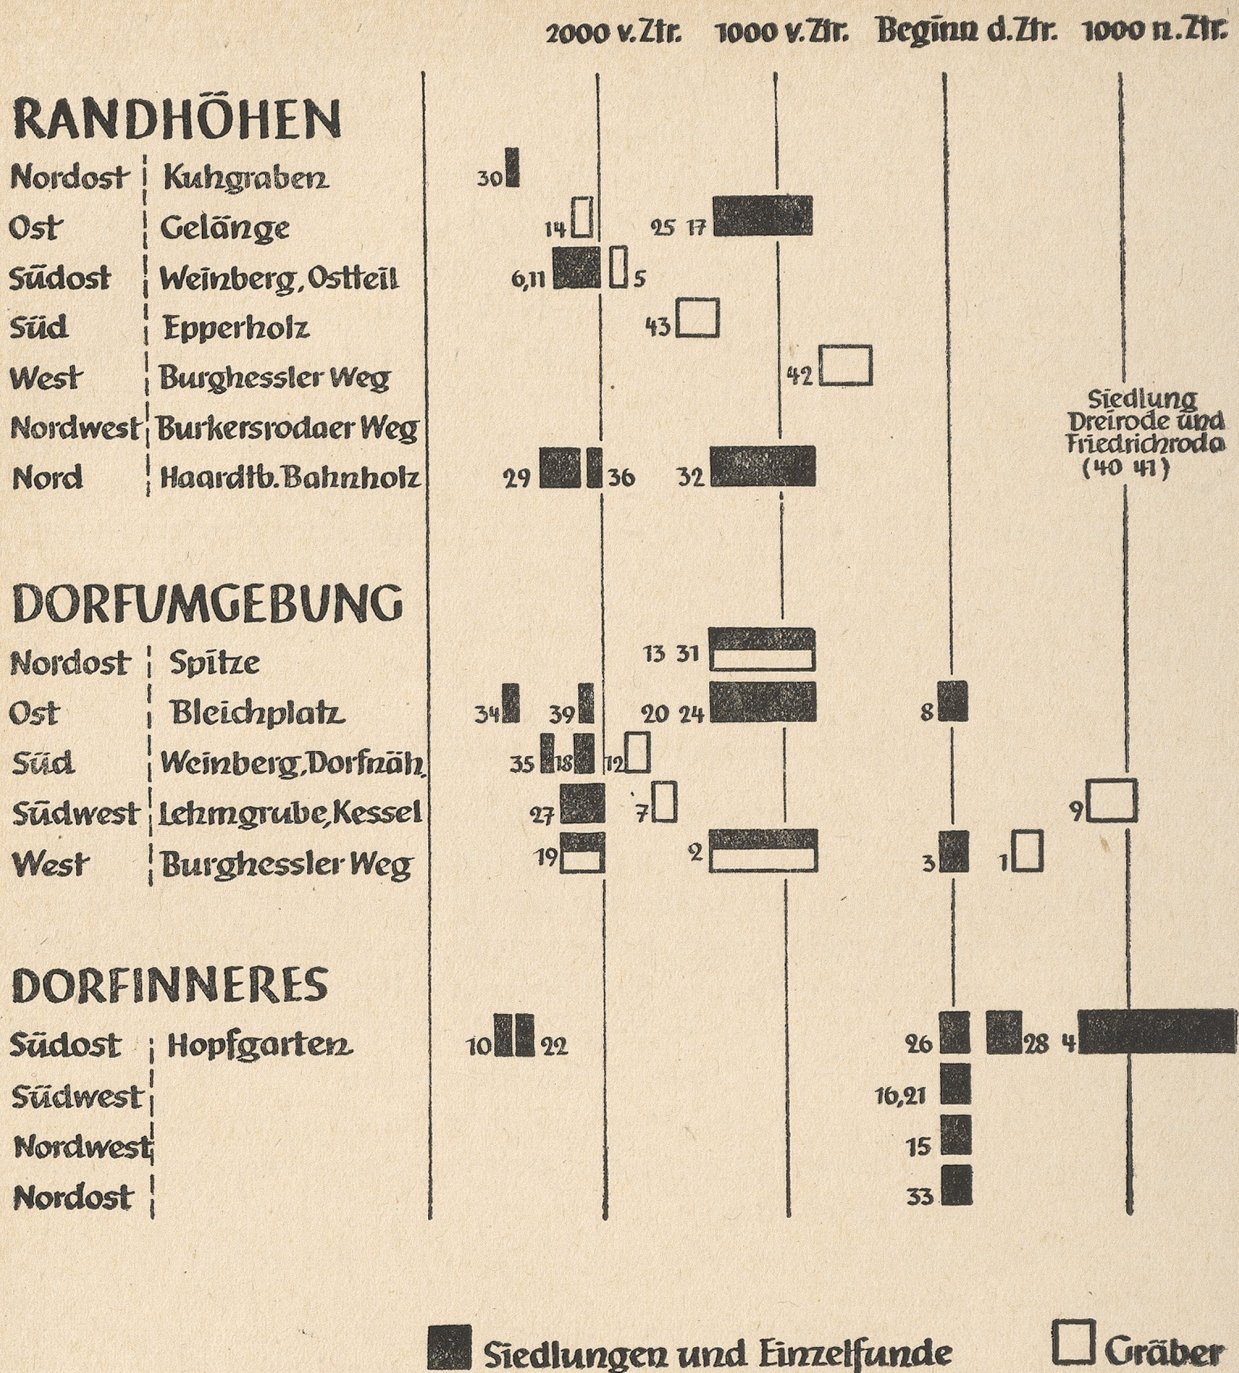 2000 v.Ztr. 1000 v.Ztr. Beginn d.Ztr. 1000 n.Ztr.
RANDHÖHEN
Nordost Kuhgraben 30
Ost Gelänge 14 25 17
Südost Weinberg, Ostteil 6,11 5
Süd Epperholz 43
West Burghessler Weg 42
Nordwest Burkersrodaer Weg
Siedlung
Dreirode und
Friedrichroda
(40 41)
Nord Haardtb. Bahnholz 29 36 32
DORFUMGEBUNG
Nordost Spitze 13 31
Ost Bleichplatz 34 39 20 24 8
Süd Weinberg, Dorfnäh. 35 18 12
Südwest Lehmgrube, Kessel 27 7 9
West Burghessler Weg 19 2 3 1
DORFINNERES
Südost Hopfgarten 10 22 26 28 4
Südwest 16,21
Nordwest 15
Nordost 33
Siedlungen und Einzelfunde Gräber